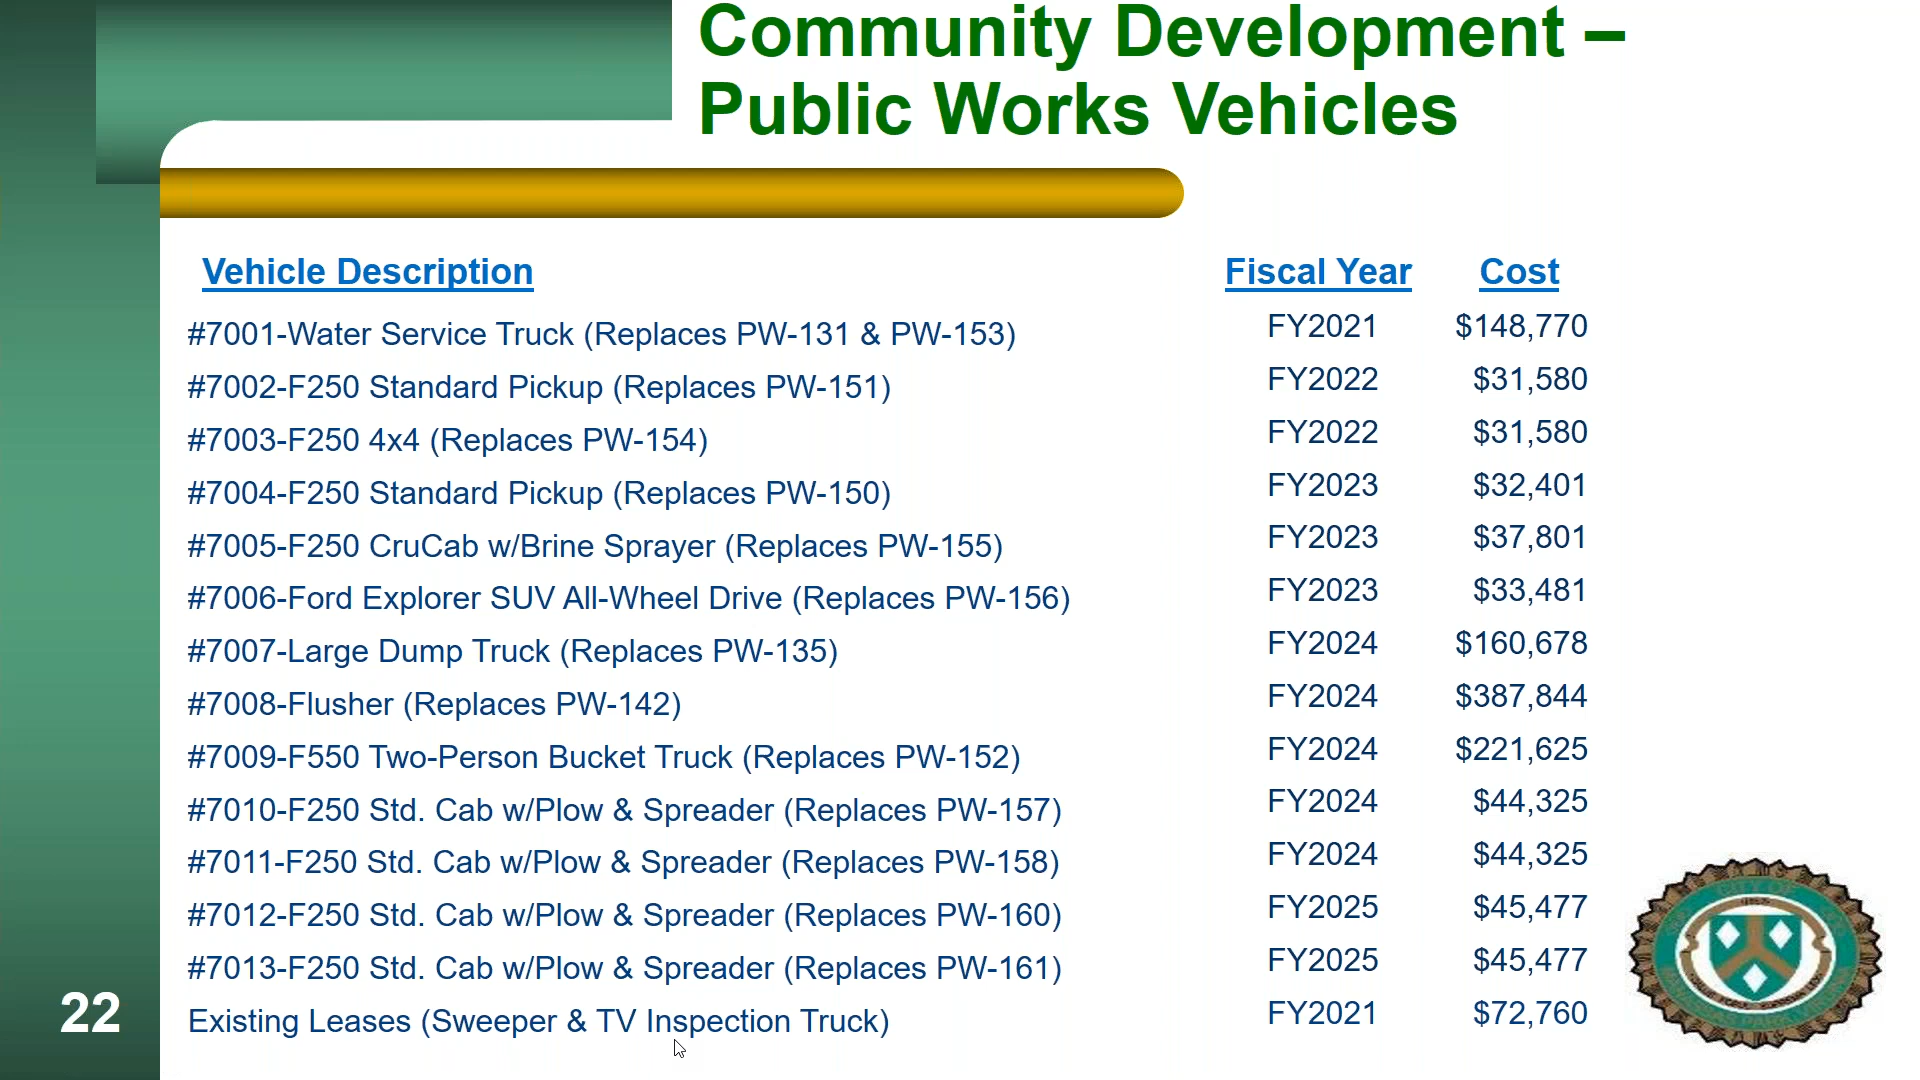 Community Development –
Public Works Vehicles
Vehicle Description Fiscal Year Cost
#7001-Water Service Truck (Replaces PW-131 & PW-153) FY2021 $148,770
#7002-F250 Standard Pickup (Replaces PW-151) FY2022 $31,580
#7003-F250 4x4 (Replaces PW-154) FY2022 $31,580
#7004-F250 Standard Pickup (Replaces PW-150) FY2023 $32,401
#7005-F250 CruCab w/Brine Sprayer (Replaces PW-155) FY2023 $37,801
#7006-Ford Explorer SUV All-Wheel Drive (Replaces PW-156) FY2023 $33,481
#7007-Large Dump Truck (Replaces PW-135) FY2024 $160,678
#7008-Flusher (Replaces PW-142) FY2024 $387,844
#7009-F550 Two-Person Bucket Truck (Replaces PW-152) FY2024 $221,625
#7010-F250 Std. Cab w/Plow & Spreader (Replaces PW-157) FY2024 $44,325
#7011-F250 Std. Cab w/Plow & Spreader (Replaces PW-158) FY2024 $44,325
#7012-F250 Std. Cab w/Plow & Spreader (Replaces PW-160) FY2025 $45,477
#7013-F250 Std. Cab w/Plow & Spreader (Replaces PW-161) FY2025 $45,477
Existing Leases (Sweeper & TV Inspection Truck) FY2021 $72,760
22